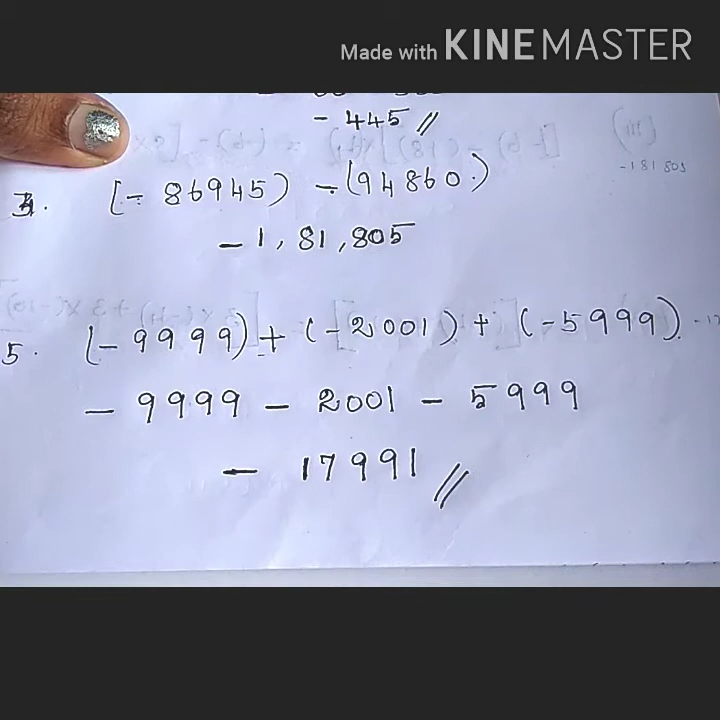 Made with KINEMASTER
- 445 //
4. (- 86945) - (94860)
- 1,81,805
5. (-9999) + (-2001) + (-5999)
- 9999 - 2001 - 5999
- 17991 //